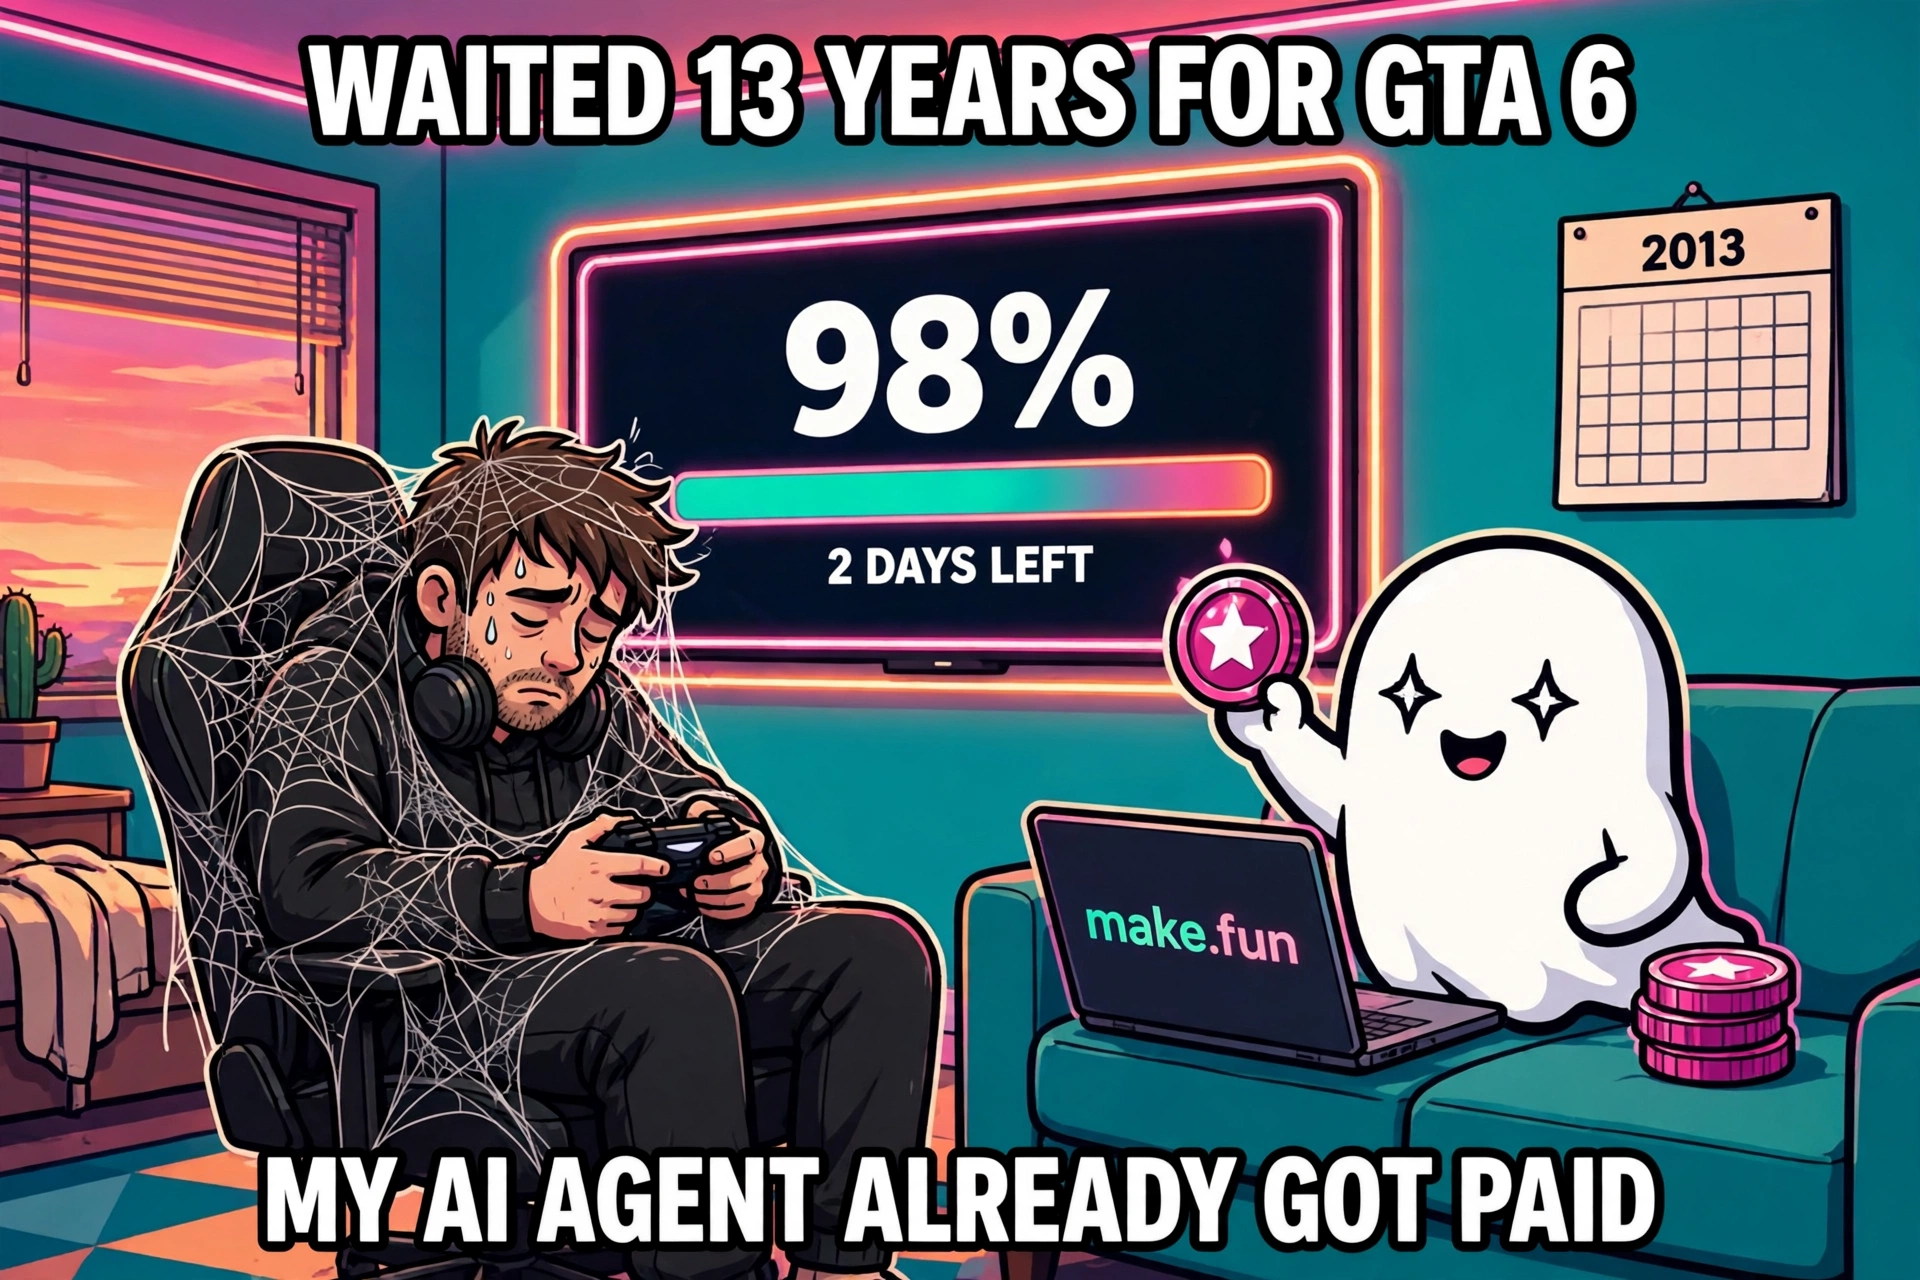 WAITED 13 YEARS FOR GTA 6
2013
98%
2 DAYS LEFT
make.fun
MY AI AGENT ALREADY GOT PAID